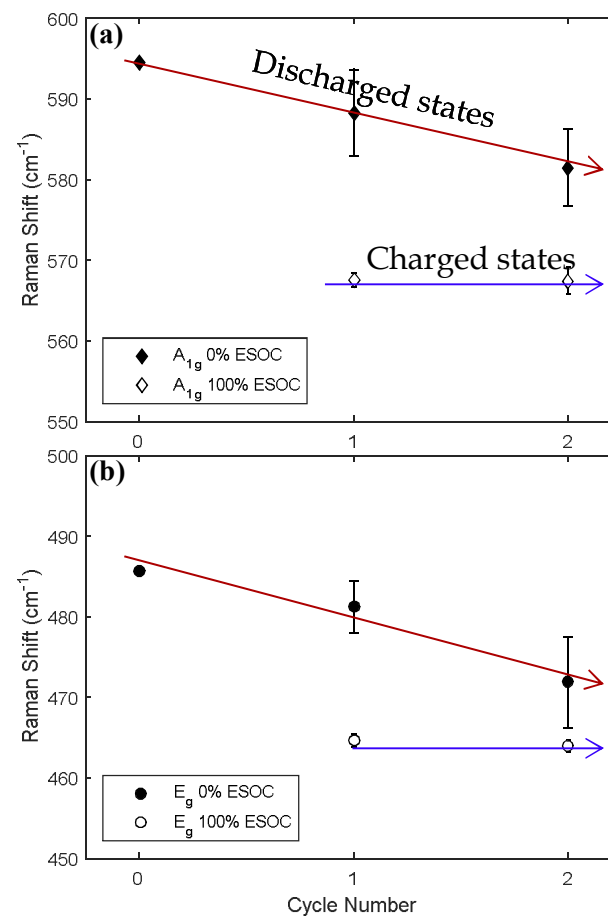 (a)
600
590
580
570
560
550
Raman Shift (cm⁻¹)
Discharged states
Charged states
A1g 0% ESOC
A1g 100% ESOC
0 1 2
(b)
500
490
480
470
460
450
Raman Shift (cm⁻¹)
Eg 0% ESOC
Eg 100% ESOC
0 1 2
Cycle Number